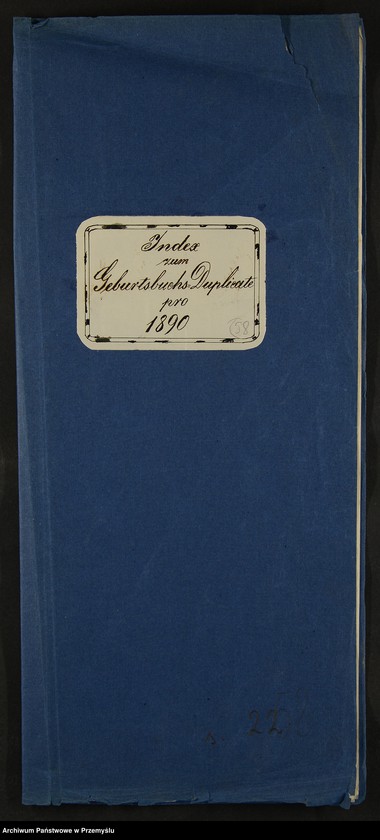 Index
zum
Geburtsbuchs-Duplicate
pro
1890
58
22
Archiwum Państwowe w Przemyślu